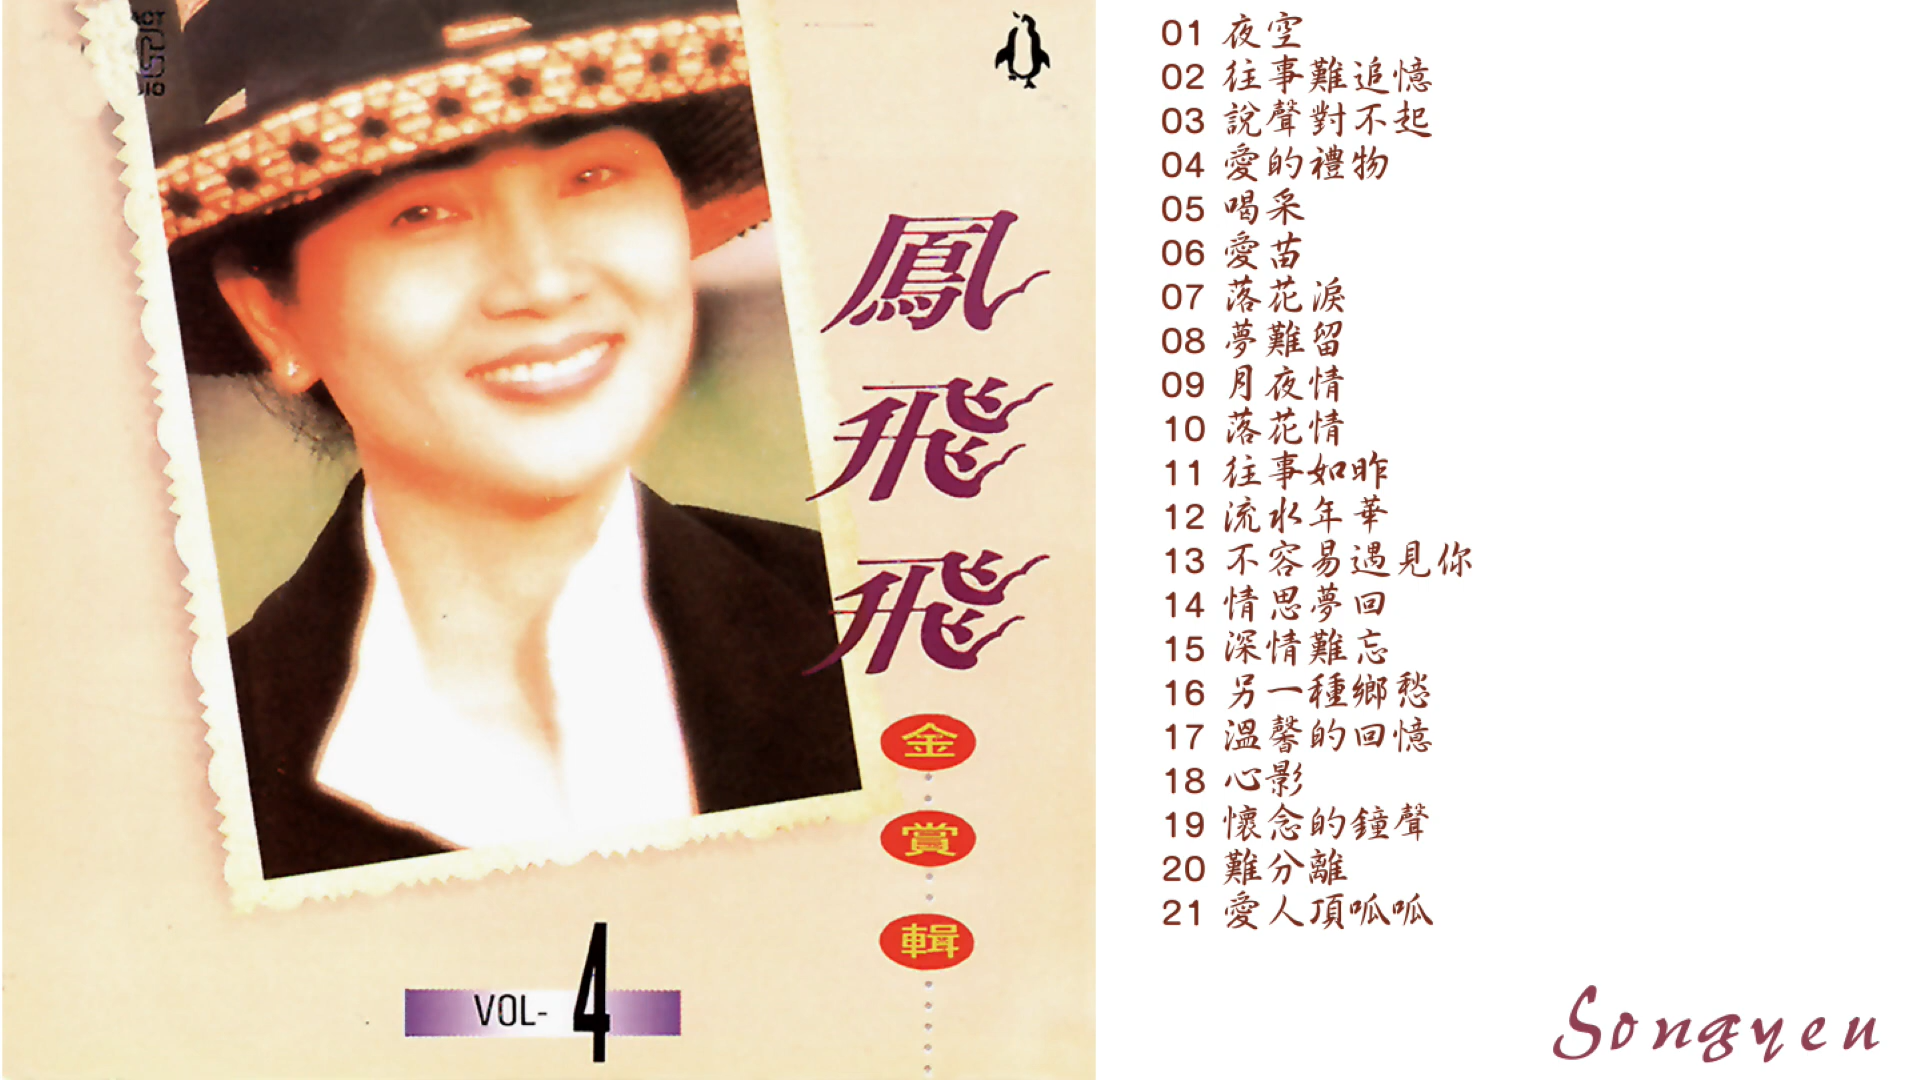 鳳飛飛
金賞輯
VOL-4
01 夜空
02 往事難追憶
03 說聲對不起
04 愛的禮物
05 喝采
06 愛苗
07 落花淚
08 夢難留
09 月夜情
10 落花情
11 往事如昨
12 流水年華
13 不容易遇見你
14 情思夢回
15 深情難忘
16 另一種鄉愁
17 溫馨的回憶
18 心影
19 懷念的鐘聲
20 難分離
21 愛人頂呱呱
Songyeu